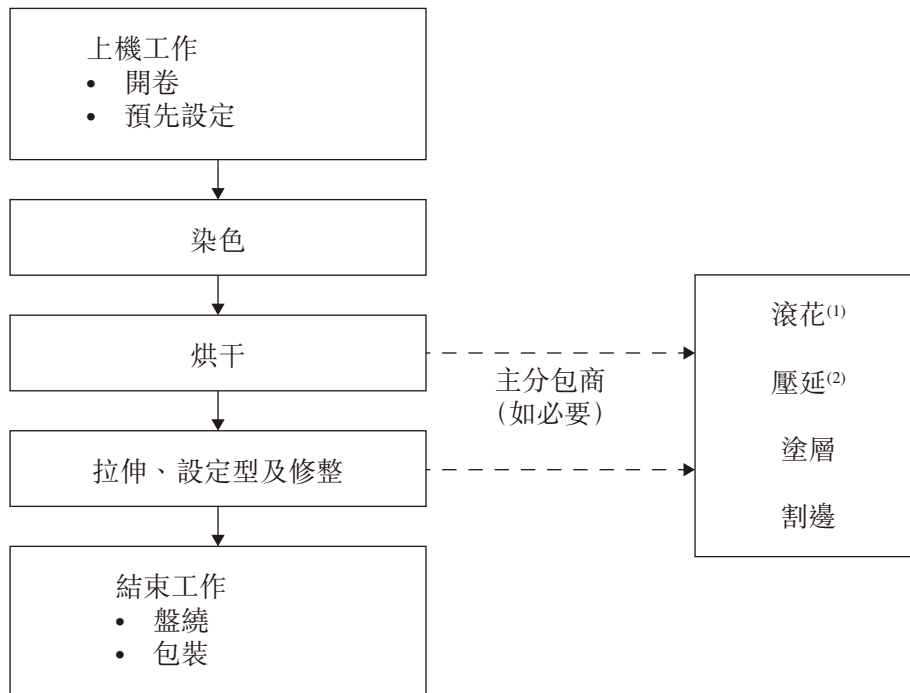 上機工作
• 開卷
• 預先設定
染色
烘干
主分包商
（如必要）
拉伸、設定型及修整
結束工作
• 盤繞
• 包裝
滾花(1)
壓延(2)
塗層
割邊